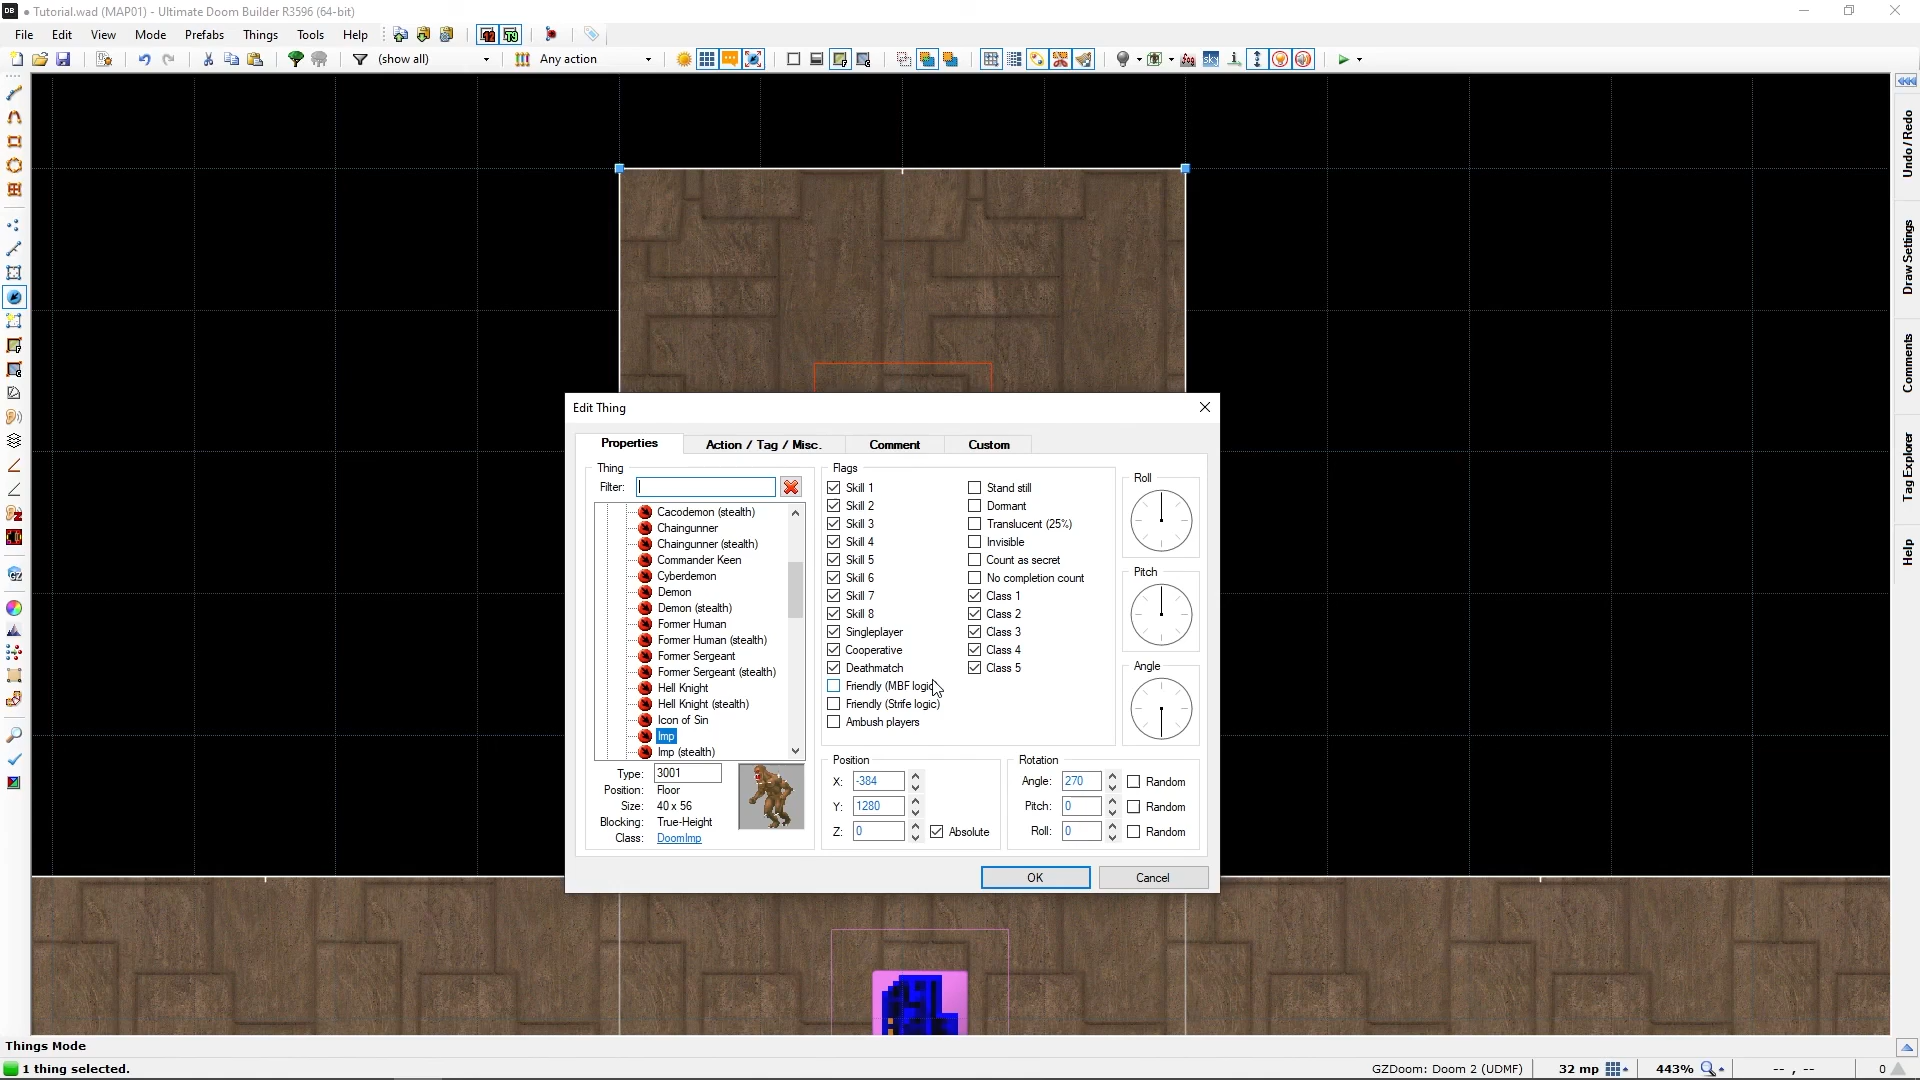 Tutorial.wad (MAP01) - Ultimate Doom Builder R3596 (64-bit)
File Edit View Mode Prefabs Things Tools Help
(show all) Any action
Undo / Redo
Draw Settings
Comments
Tag Explorer
Help
Edit Thing
Properties Action / Tag / Misc. Comment Custom
Thing
Filter:
Cacodemon (stealth)
Chaingunner
Chaingunner (stealth)
Commander Keen
Cyberdemon
Demon
Demon (stealth)
Former Human
Former Human (stealth)
Former Sergeant
Former Sergeant (stealth)
Hell Knight
Hell Knight (stealth)
Icon of Sin
Imp
Imp (stealth)
Type: 3001
Position: Floor
Size: 40 x 56
Blocking: True-Height
Class: DoomImp
Flags
Skill 1
Skill 2
Skill 3
Skill 4
Skill 5
Skill 6
Skill 7
Skill 8
Singleplayer
Cooperative
Deathmatch
Friendly (MBF logic)
Friendly (Strife logic)
Ambush players
Stand still
Dormant
Translucent (25%)
Invisible
Count as secret
No completion count
Class 1
Class 2
Class 3
Class 4
Class 5
Roll
Pitch
Angle
Position
X: -384
Y: 1280
Z: 0 Absolute
Rotation
Angle: 270 Random
Pitch: 0 Random
Roll: 0 Random
OK Cancel
Things Mode
1 thing selected.
GZDoom: Doom 2 (UDMF) 32 mp 443% -- , -- 0